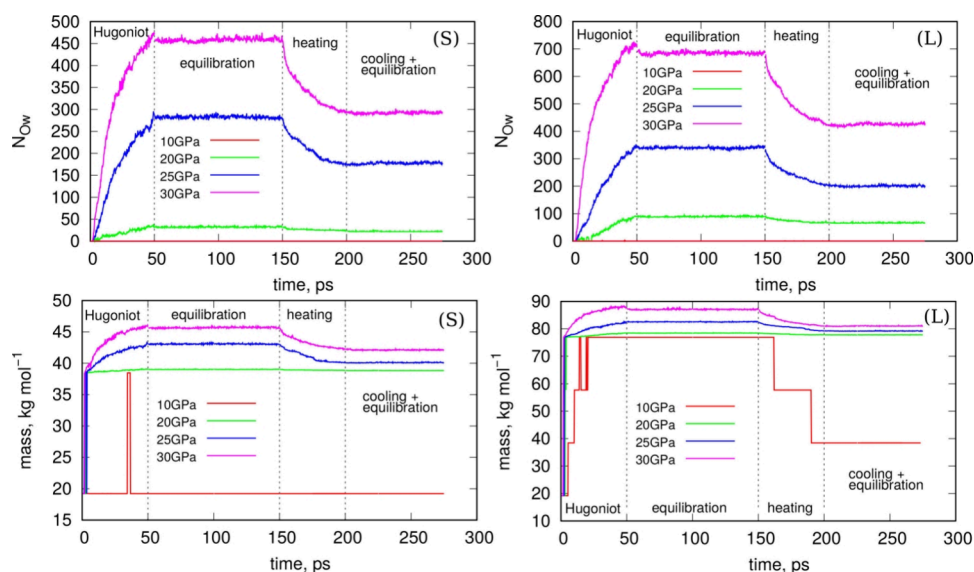 500
450
400
350
300
250
200
150
100
50
0
N_Ow
Hugoniot
equilibration
heating
cooling +
equilibration
(S)
10GPa
20GPa
25GPa
30GPa
0 50 100 150 200 250 300
time, ps
800
700
600
500
400
300
200
100
0
N_Ow
Hugoniot
equilibration
heating
cooling +
equilibration
(L)
10GPa
20GPa
25GPa
30GPa
0 50 100 150 200 250 300
time, ps
50
45
40
35
30
25
20
15
mass, kg mol⁻¹
Hugoniot
equilibration
heating
(S)
cooling +
equilibration
10GPa
20GPa
25GPa
30GPa
0 50 100 150 200 250 300
time, ps
90
80
70
60
50
40
30
20
10
mass, kg mol⁻¹
(L)
10GPa
20GPa
25GPa
30GPa
cooling +
equilibration
Hugoniot
equilibration
heating
0 50 100 150 200 250 300
time, ps